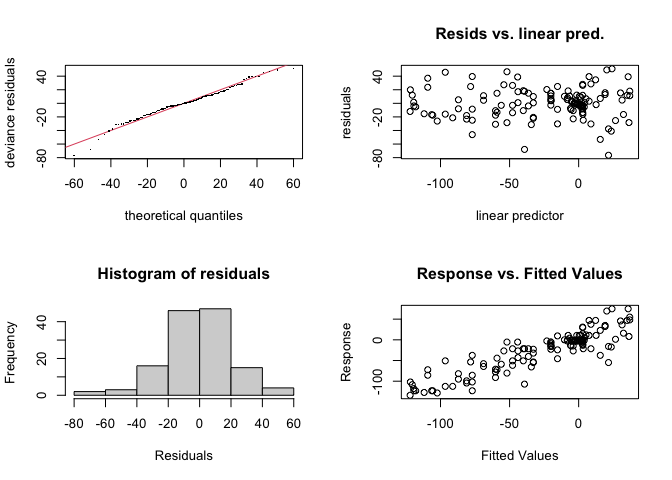 deviance residuals
-80
-20
40
-60
-40
-20
0
20
40
60
theoretical quantiles
Resids vs. linear pred.
residuals
-80
-20
40
-100
-50
0
linear predictor
Histogram of residuals
Frequency
0
20
40
-80
-60
-40
-20
0
20
40
60
Residuals
Response vs. Fitted Values
Response
-100
0
-100
-50
0
Fitted Values